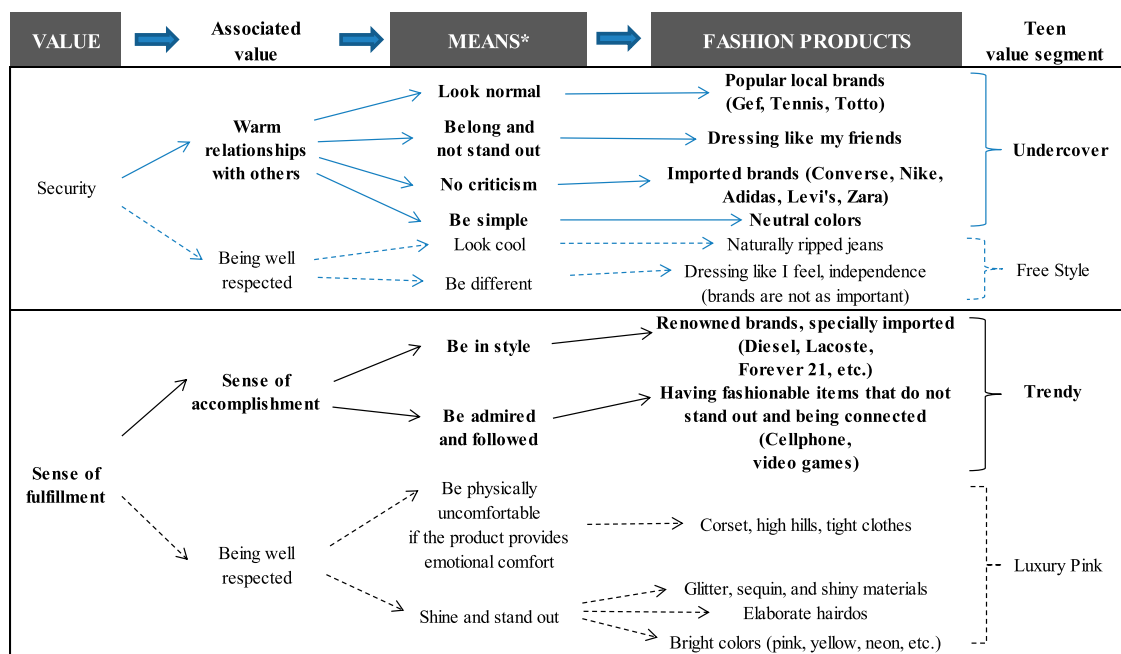 VALUE
Associated
value
MEANS*
FASHION PRODUCTS
Teen
value segment
Security
Warm
relationships
with others
Look normal
Popular local brands
(Gef, Tennis, Totto)
Belong and
not stand out
Dressing like my friends
No criticism
Imported brands (Converse, Nike,
Adidas, Levi's, Zara)
Be simple
Neutral colors
Undercover
Being well
respected
Look cool
Naturally ripped jeans
Be different
Dressing like I feel, independence
(brands are not as important)
Free Style
Sense of
fulfillment
Sense of
accomplishment
Be in style
Renowned brands, specially imported
(Diesel, Lacoste,
Forever 21, etc.)
Be admired
and followed
Having fashionable items that do not
stand out and being connected
(Cellphone,
video games)
Trendy
Being well
respected
Be physically
uncomfortable
if the product provides
emotional comfort
Corset, high hills, tight clothes
Shine and stand out
Glitter, sequin, and shiny materials
Elaborate hairdos
Bright colors (pink, yellow, neon, etc.)
Luxury Pink